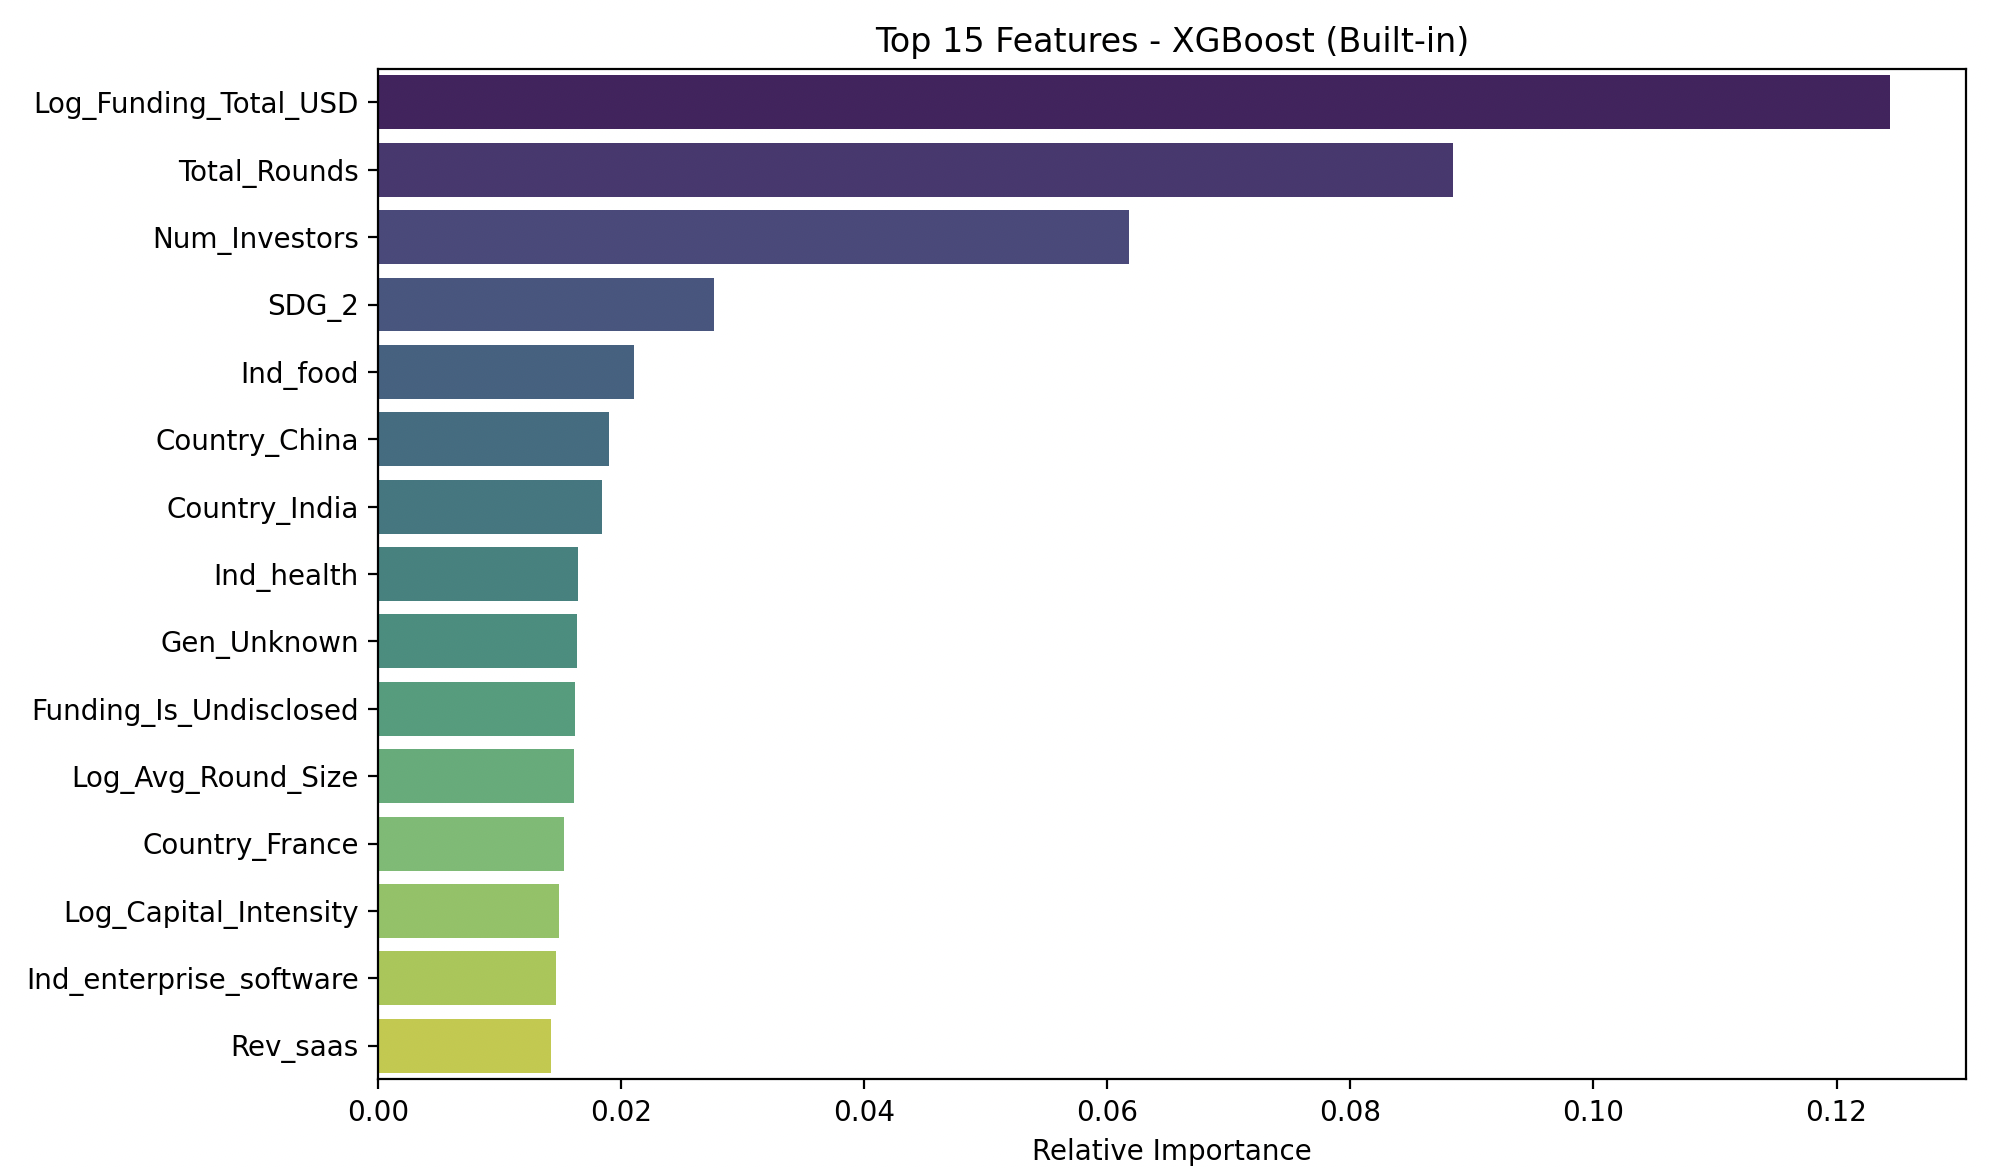 Top 15 Features - XGBoost (Built-in)
Log_Funding_Total_USD
Total_Rounds
Num_Investors
SDG_2
Ind_food
Country_China
Country_India
Ind_health
Gen_Unknown
Funding_Is_Undisclosed
Log_Avg_Round_Size
Country_France
Log_Capital_Intensity
Ind_enterprise_software
Rev_saas
0.00 0.02 0.04 0.06 0.08 0.10 0.12
Relative Importance